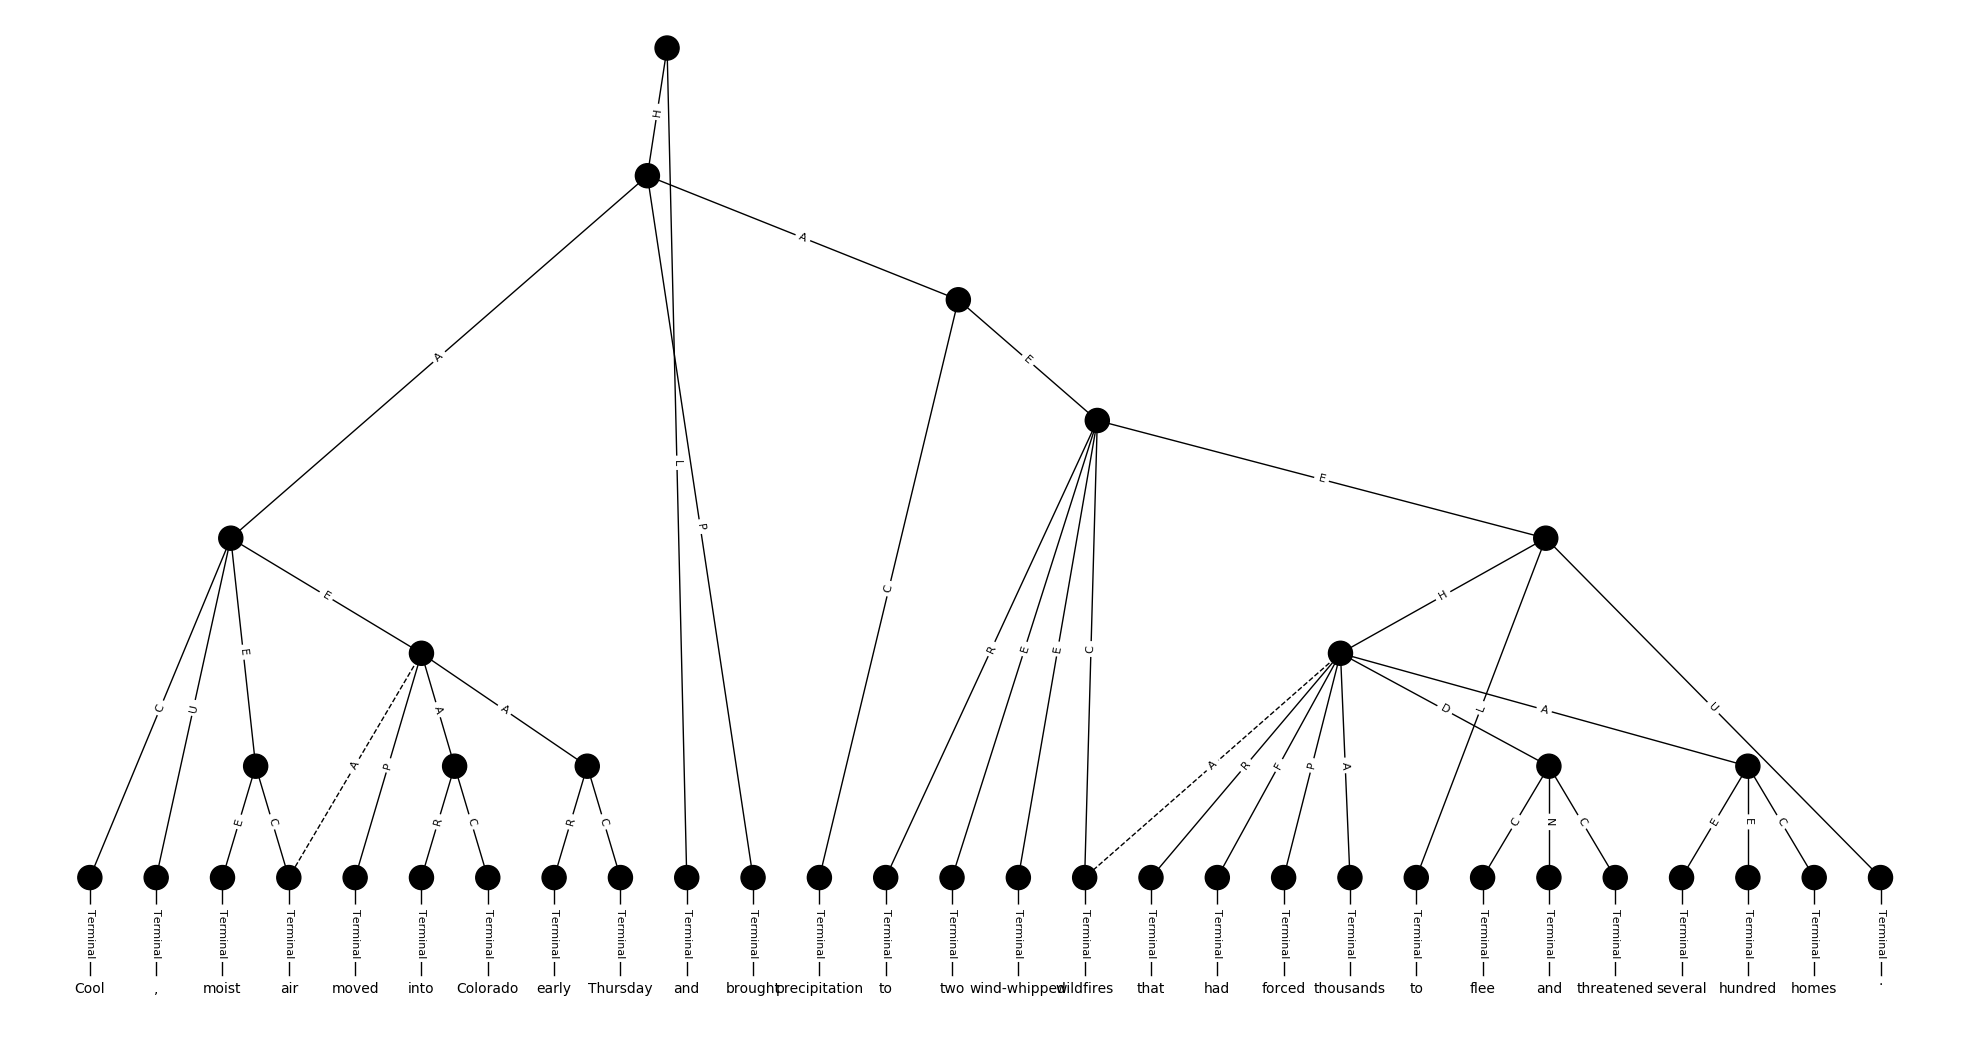 H
A
A
E
L
P
E
C
E
H
R
E
E
C
C
U
E
A
A
D
L
A
U
A
P
A
R
F
P
A
E
C
R
C
R
C
C
N
C
E
E
C
Terminal Terminal Terminal Terminal Terminal Terminal Terminal Terminal Terminal Terminal Terminal Terminal Terminal Terminal Terminal Terminal Terminal Terminal Terminal Terminal Terminal Terminal Terminal Terminal Terminal Terminal Terminal Terminal
Cool , moist air moved into Colorado early Thursday and brought precipitation to two wind-whipped wildfires that had forced thousands to flee and threatened several hundred homes .